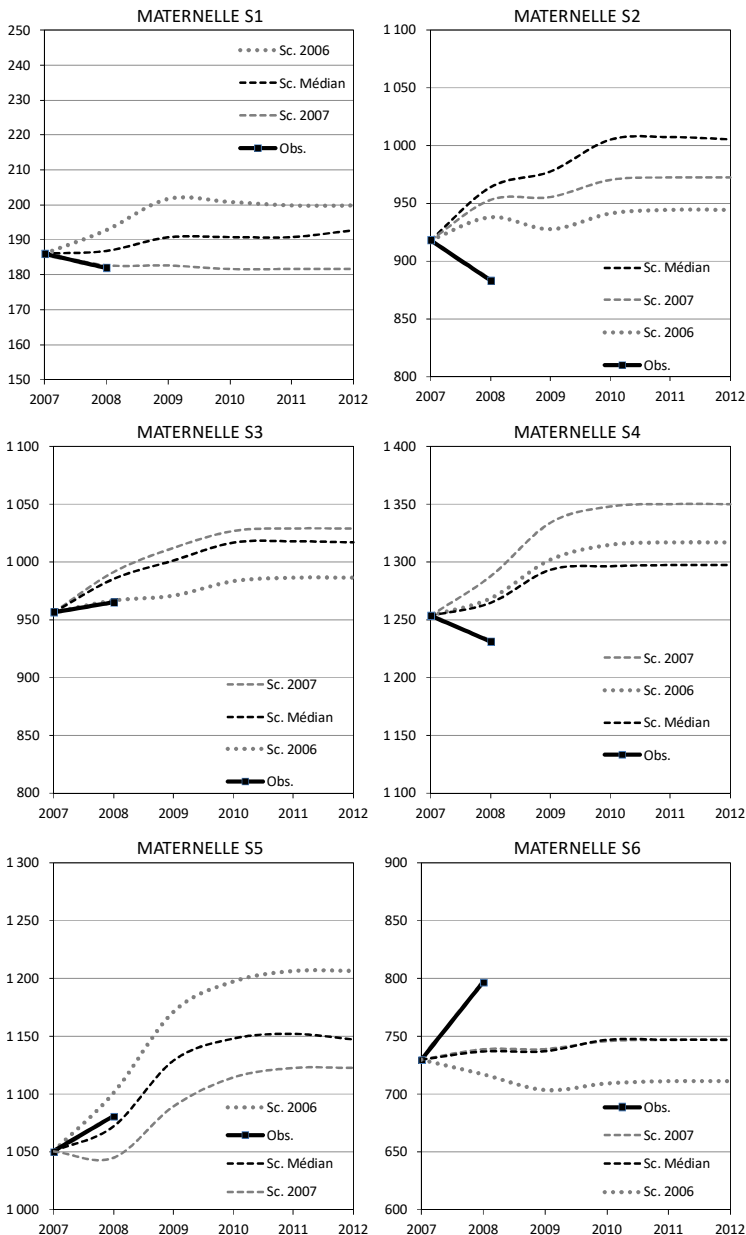 MATERNELLE S1
250
240
230
220
210
200
190
180
170
160
150
2007 2008 2009 2010 2011 2012
Sc. 2006
Sc. Médian
Sc. 2007
Obs.
MATERNELLE S2
1 100
1 050
1 000
950
900
850
800
2007 2008 2009 2010 2011 2012
Sc. Médian
Sc. 2007
Sc. 2006
Obs.
MATERNELLE S3
1 100
1 050
1 000
950
900
850
800
2007 2008 2009 2010 2011 2012
Sc. 2007
Sc. Médian
Sc. 2006
Obs.
MATERNELLE S4
1 400
1 350
1 300
1 250
1 200
1 150
1 100
2007 2008 2009 2010 2011 2012
Sc. 2007
Sc. 2006
Sc. Médian
Obs.
MATERNELLE S5
1 300
1 250
1 200
1 150
1 100
1 050
1 000
2007 2008 2009 2010 2011 2012
Sc. 2006
Obs.
Sc. Médian
Sc. 2007
MATERNELLE S6
900
850
800
750
700
650
600
2007 2008 2009 2010 2011 2012
Obs.
Sc. 2007
Sc. Médian
Sc. 2006